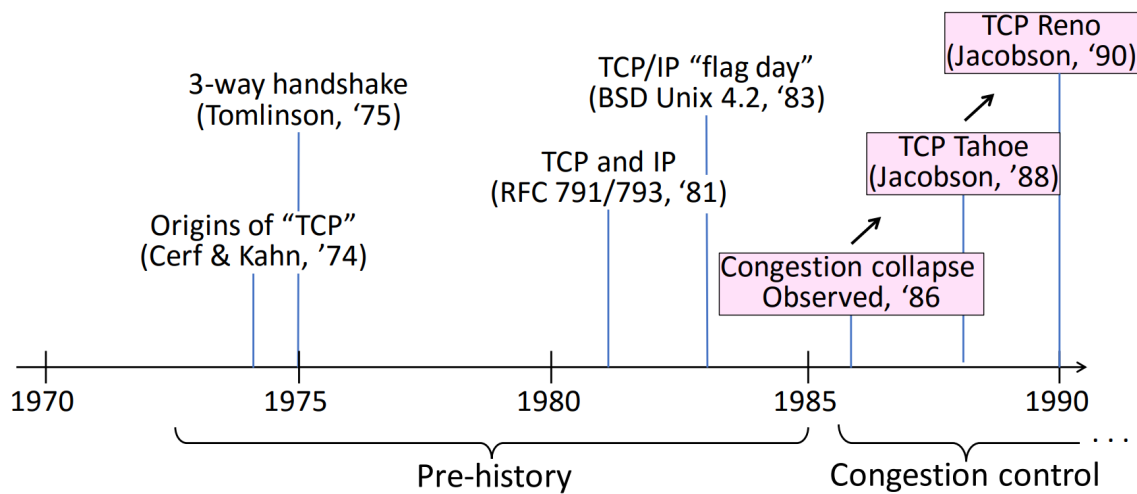 TCP Reno
(Jacobson, ‘90)
3-way handshake
(Tomlinson, ‘75)
TCP/IP “flag day”
(BSD Unix 4.2, ‘83)
TCP Tahoe
(Jacobson, ’88)
TCP and IP
(RFC 791/793, ‘81)
Origins of “TCP”
(Cerf & Kahn, ’74)
Congestion collapse
Observed, ‘86
1970
1975
1980
1985
1990
Pre-history
Congestion control
. . .